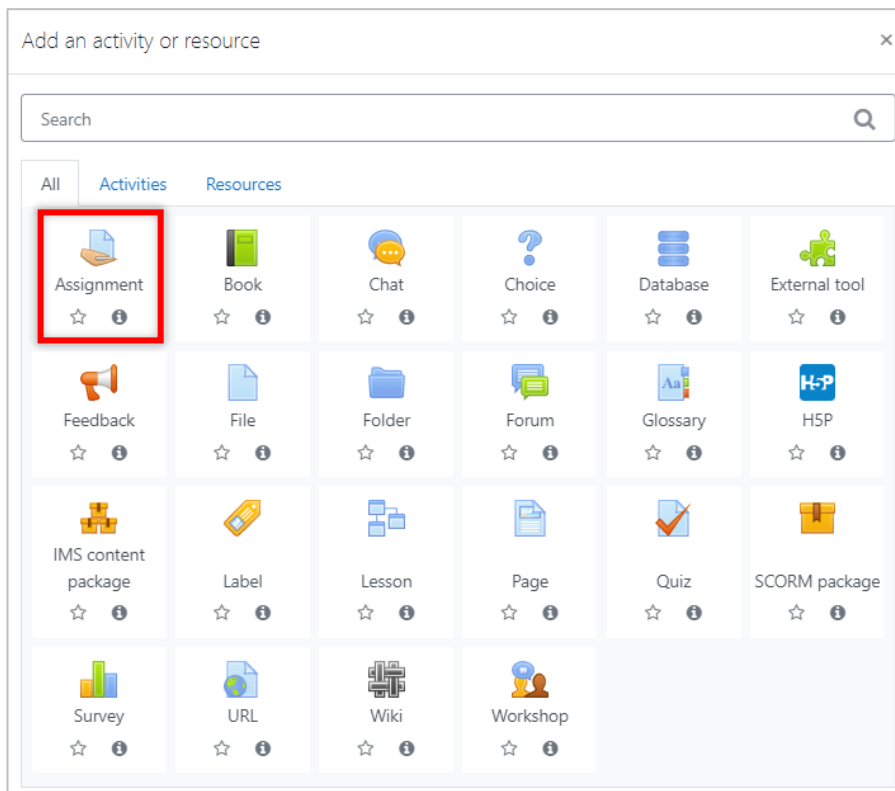 Add an activity or resource ×
Search
All Activities Resources
Assignment Book Chat Choice Database External tool
Feedback File Folder Forum Glossary H5P
IMS content
package Label Lesson Page Quiz SCORM package
Survey URL Wiki Workshop